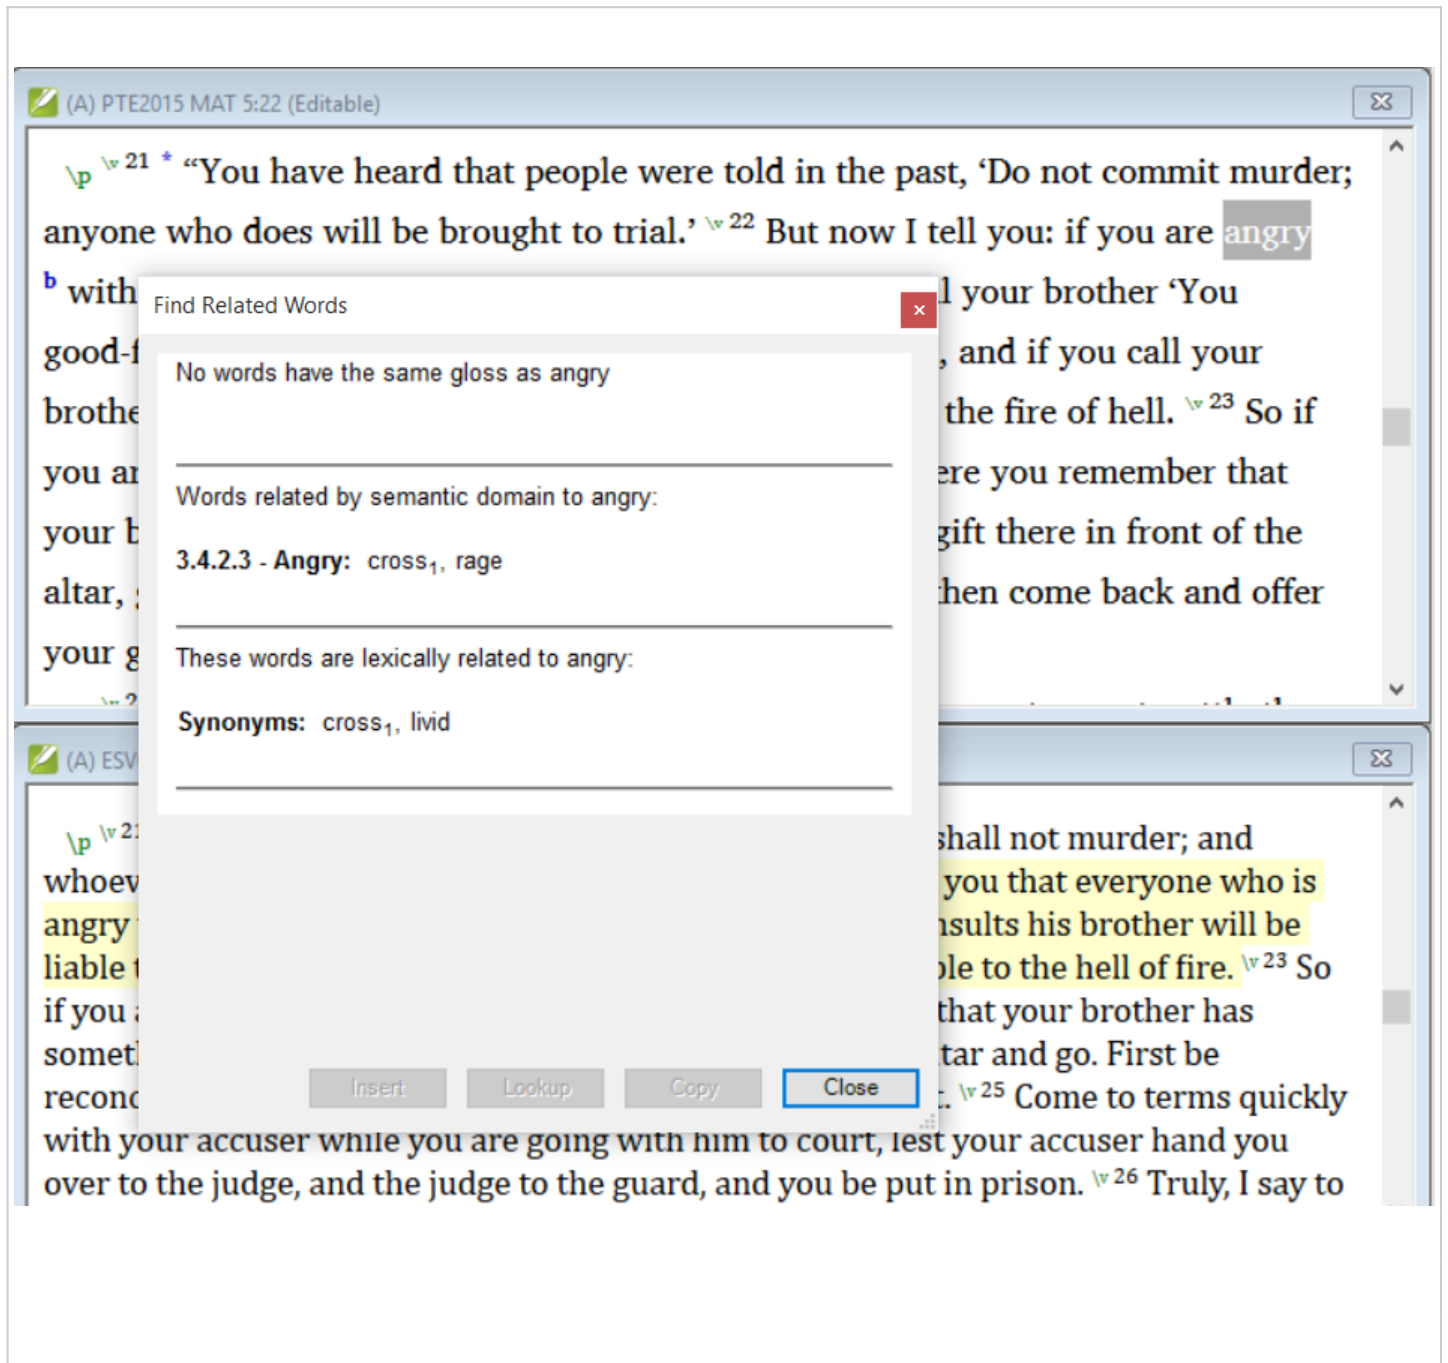 (A) PTE2015 MAT 5:22 (Editable)
\p \v 21 * “You have heard that people were told in the past, ‘Do not commit murder;
anyone who does will be brought to trial.’ \v 22 But now I tell you: if you are angry
b with l your brother ‘You
good-f , and if you call your
brothe the fire of hell. \v 23 So if
you ar ere you remember that
your b gift there in front of the
altar, then come back and offer
your g
Find Related Words
No words have the same gloss as angry
Words related by semantic domain to angry:
3.4.2.3 - Angry: cross1, rage
These words are lexically related to angry:
Synonyms: cross1, livid
Insert Lookup Copy Close
(A) ESV
\p \v 21 shall not murder; and
whoev you that everyone who is
angry nsults his brother will be
liable t ble to the hell of fire. \v 23 So
if you that your brother has
somet tar and go. First be
recono t. \v 25 Come to terms quickly
with your accuser while you are going with him to court, lest your accuser hand you
over to the judge, and the judge to the guard, and you be put in prison. \v 26 Truly, I say to